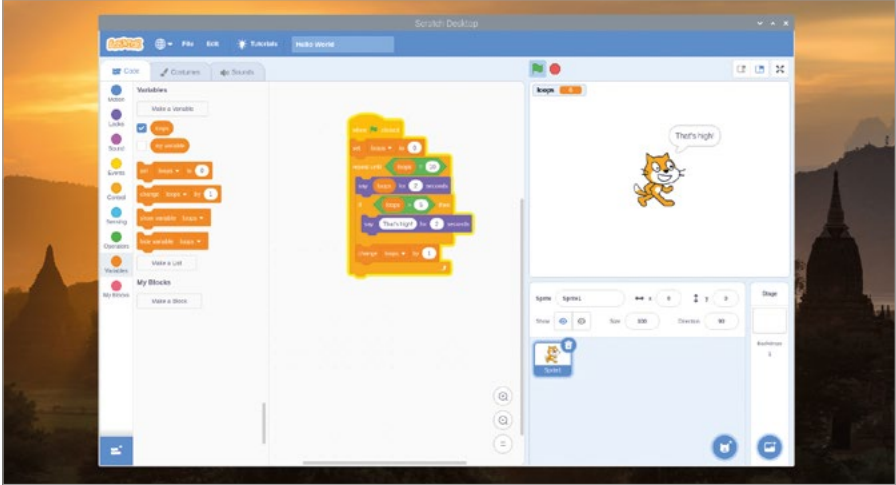 Scratch Desktop
SCRATCH File Edit Tutorials Hello World
Code Costumes Sounds
Motion
Looks
Sound
Events
Control
Sensing
Operators
Variables
My Blocks
Variables
Make a Variable
loops
my variable
set loops to 0
change loops by 1
show variable loops
hide variable loops
Make a List
My Blocks
Make a Block
when clicked
set loops to
repeat until loops = 10
say loops for 2 seconds
if loops > 5 then
say That's high! for 2 seconds
change loops by 1
loops
That's high!
Sprite Sprite1 x y
Show Size 100 Direction 90
Sprite1
Stage
Backdrops
1